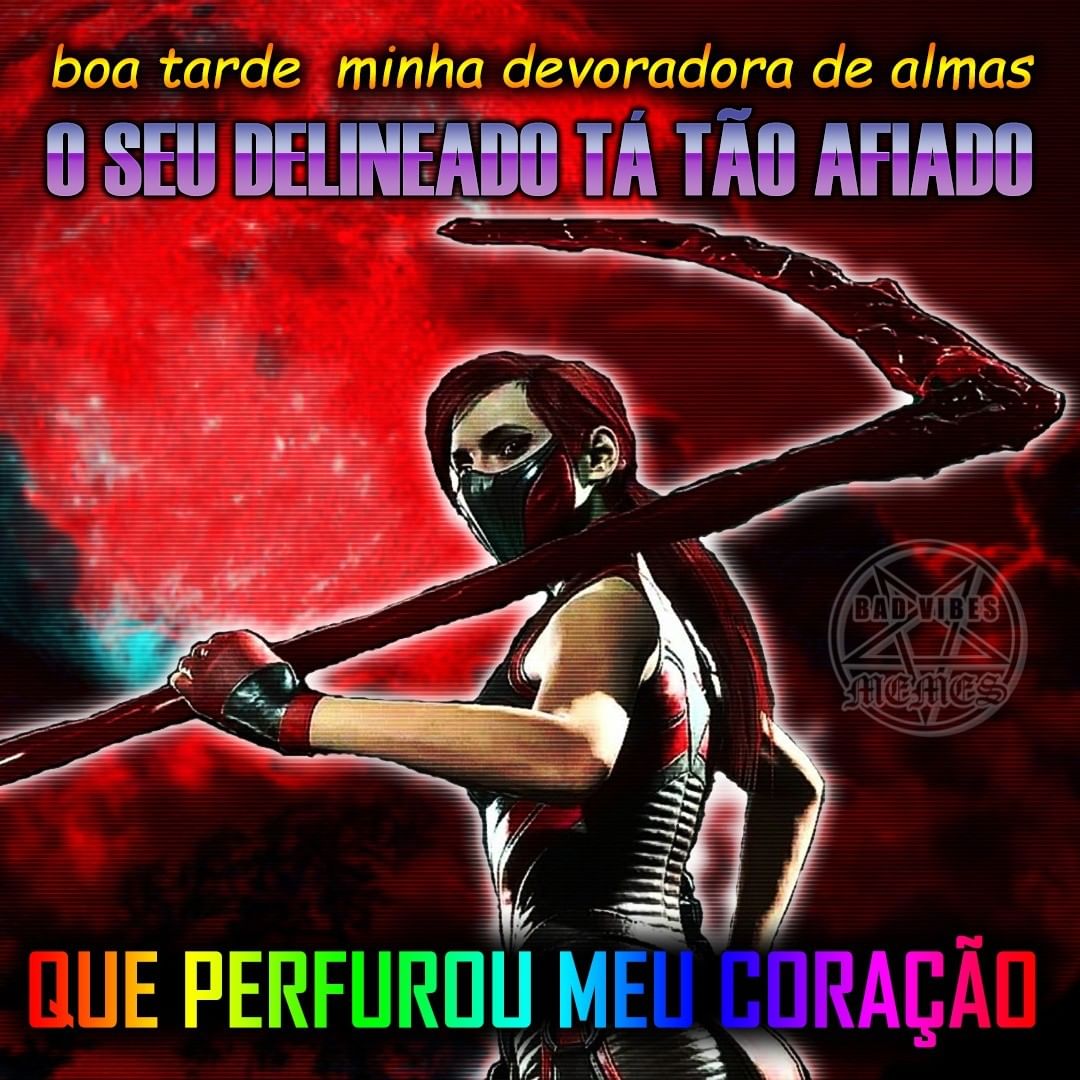 boa tarde minha devoradora de almas
O SEU DELINEADO TÁ TÃO AFIADO
BAD VIBES
MEMES
QUE PERFUROU MEU CORAÇÃO